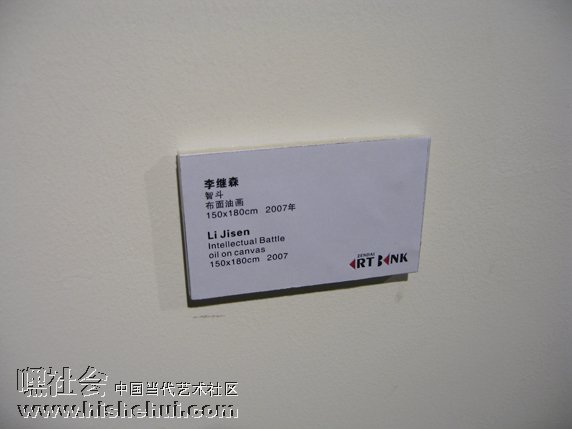 李继森
智斗
布面油画
150x180cm 2007年
Li Jisen
Intellectual Battle
oil on canvas
150x180cm 2007
ZENDAI
ART BANK
嘿社会 中国当代艺术社区
www.hishehui.com